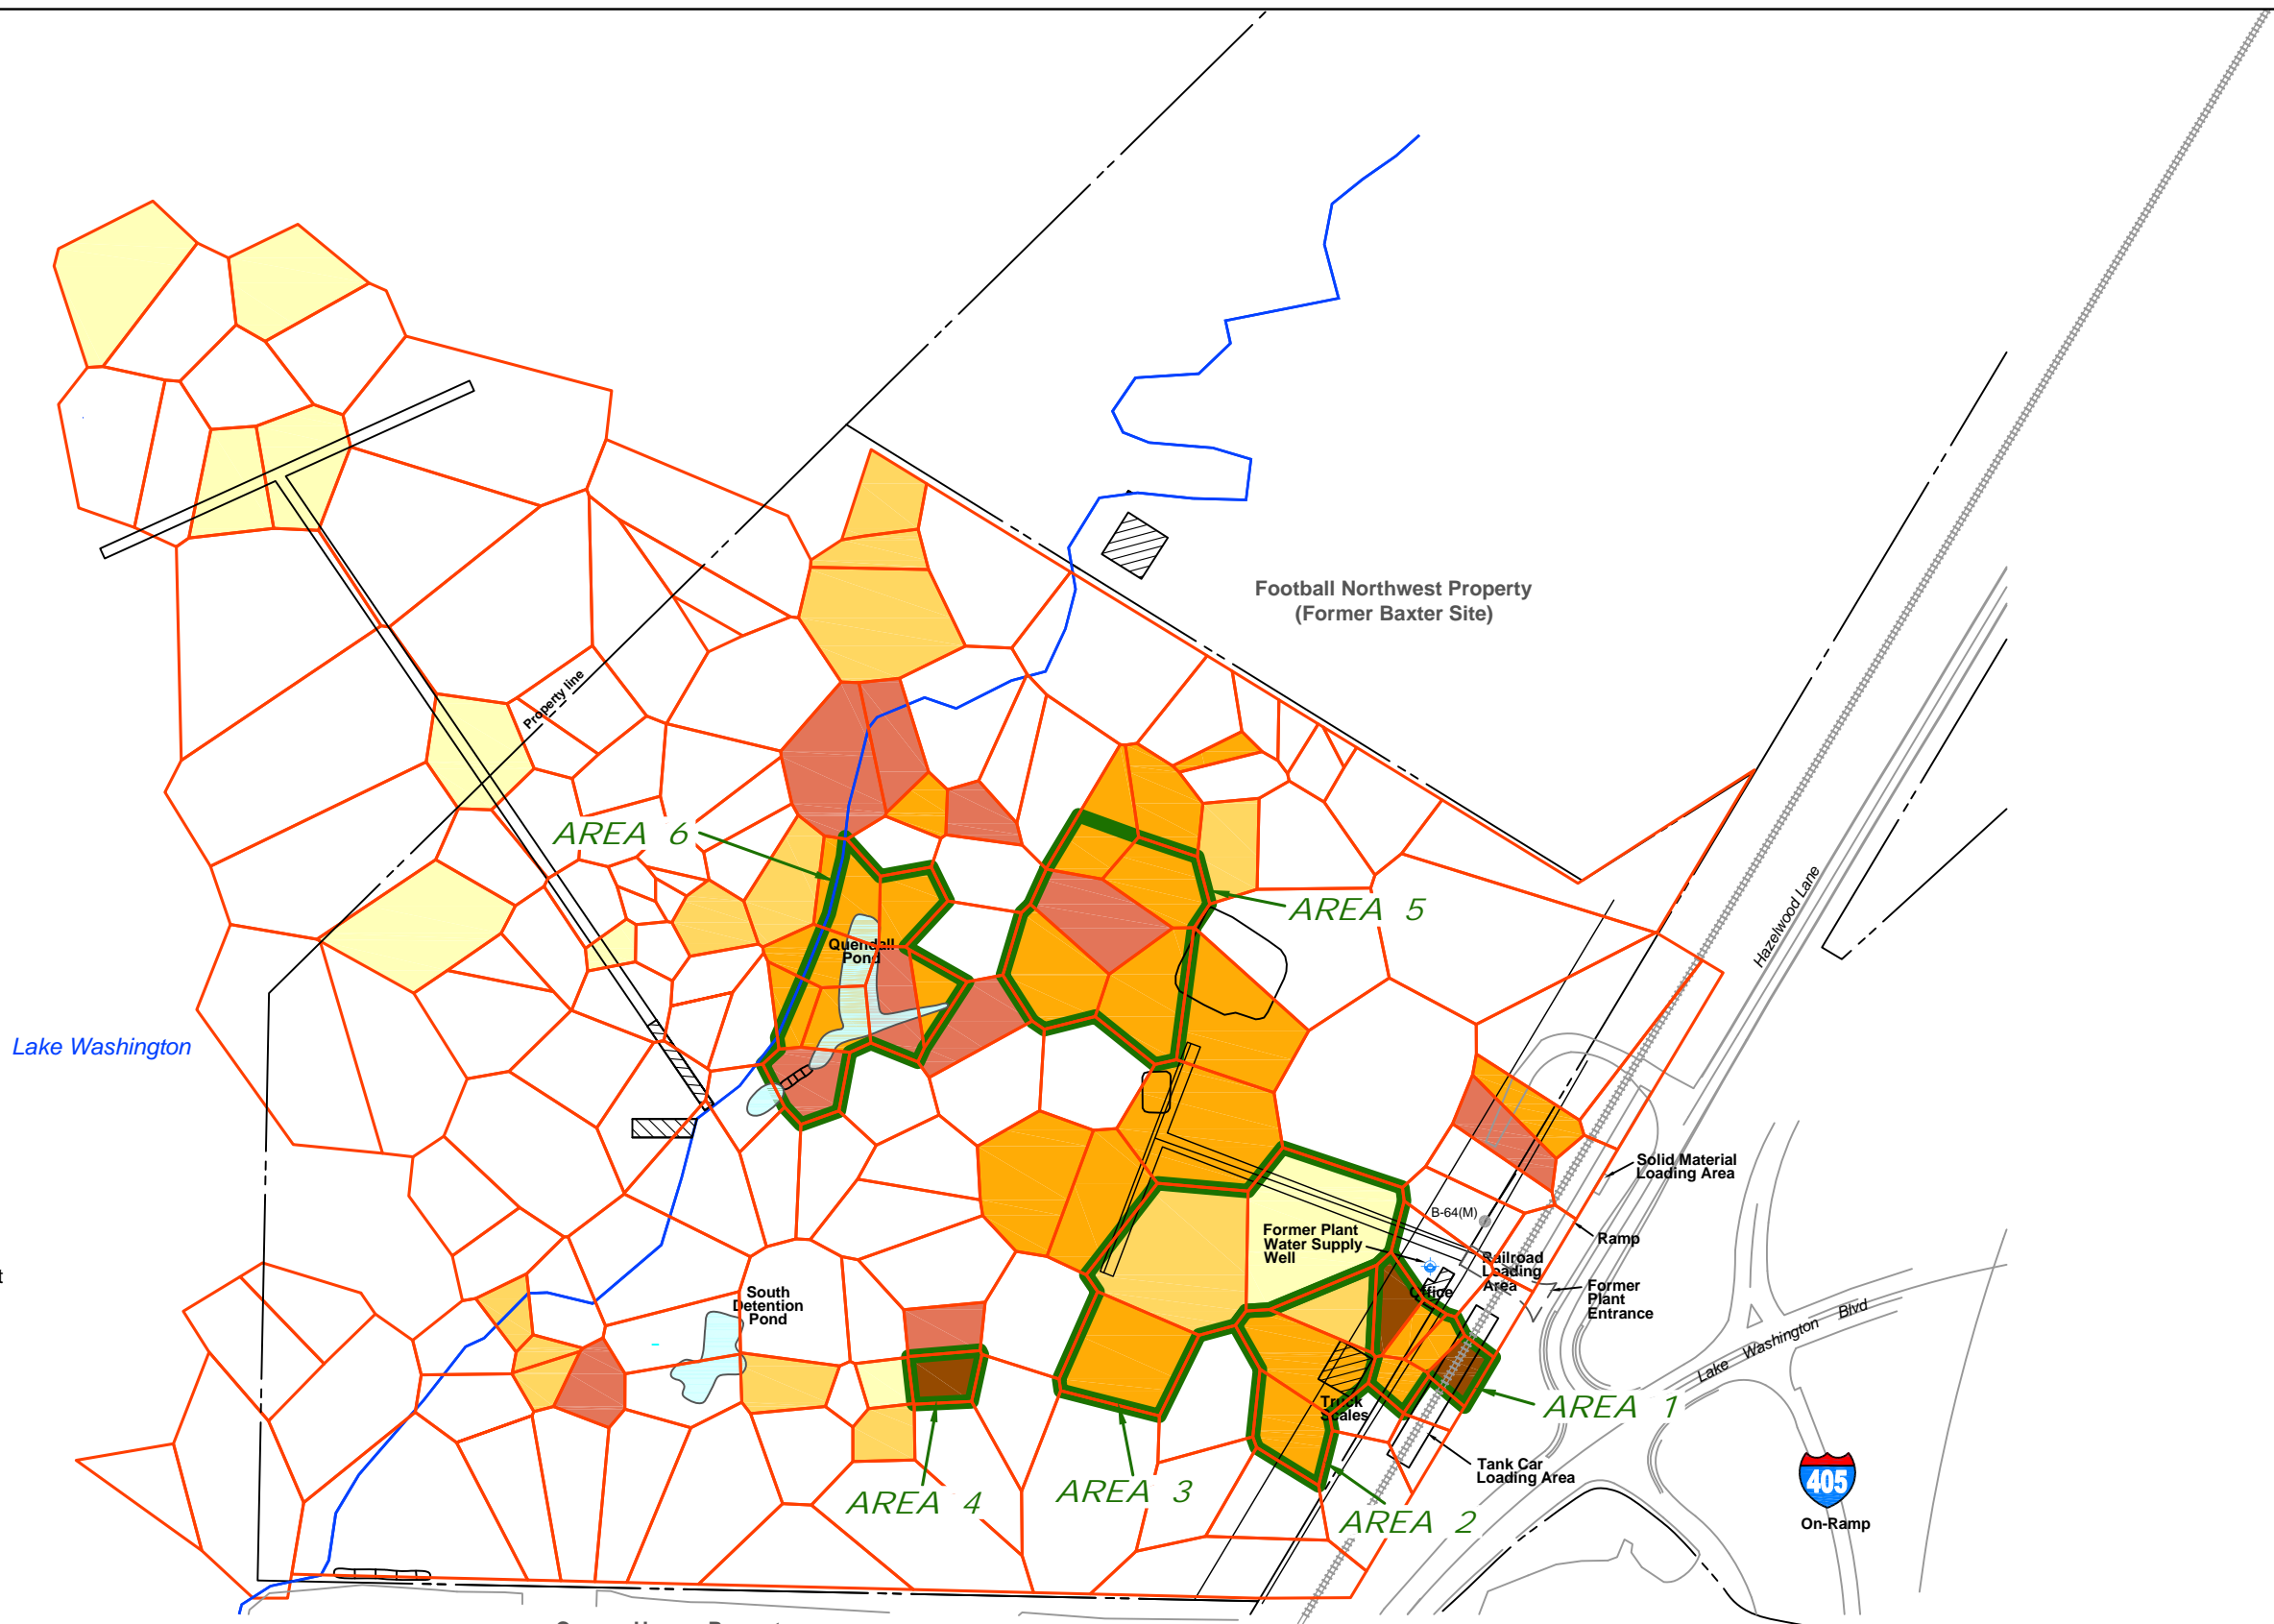 Football Northwest Property
(Former Baxter Site)
Property line
AREA 6
AREA 5
Hazelwood Lane
Quendall
Pond
Lake Washington
Solid Material
Loading Area
B-64(M)
Former Plant
Water Supply
Well
Ramp
Railroad
Loading
Area
Office
Former
Plant
Entrance
South
Detention
Pond
Lake Washington Blvd
Truck
Scales
AREA 1
Tank Car
Loading Area
AREA 4
AREA 3
AREA 2
405
On-Ramp